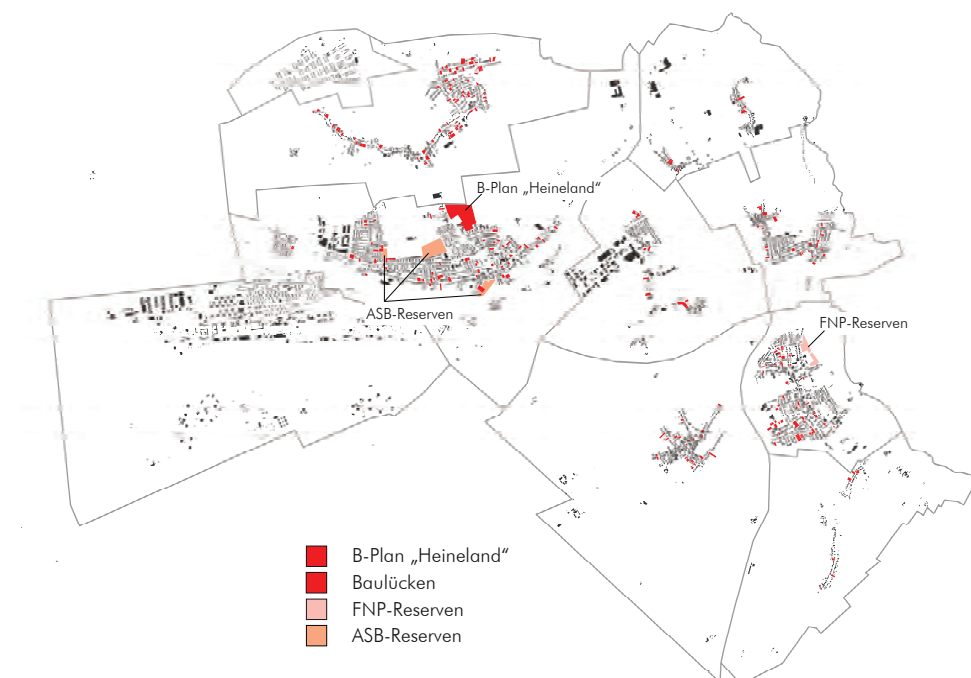 B-Plan „Heineland“
ASB-Reserven
FNP-Reserven
B-Plan „Heineland“
Baulücken
FNP-Reserven
ASB-Reserven